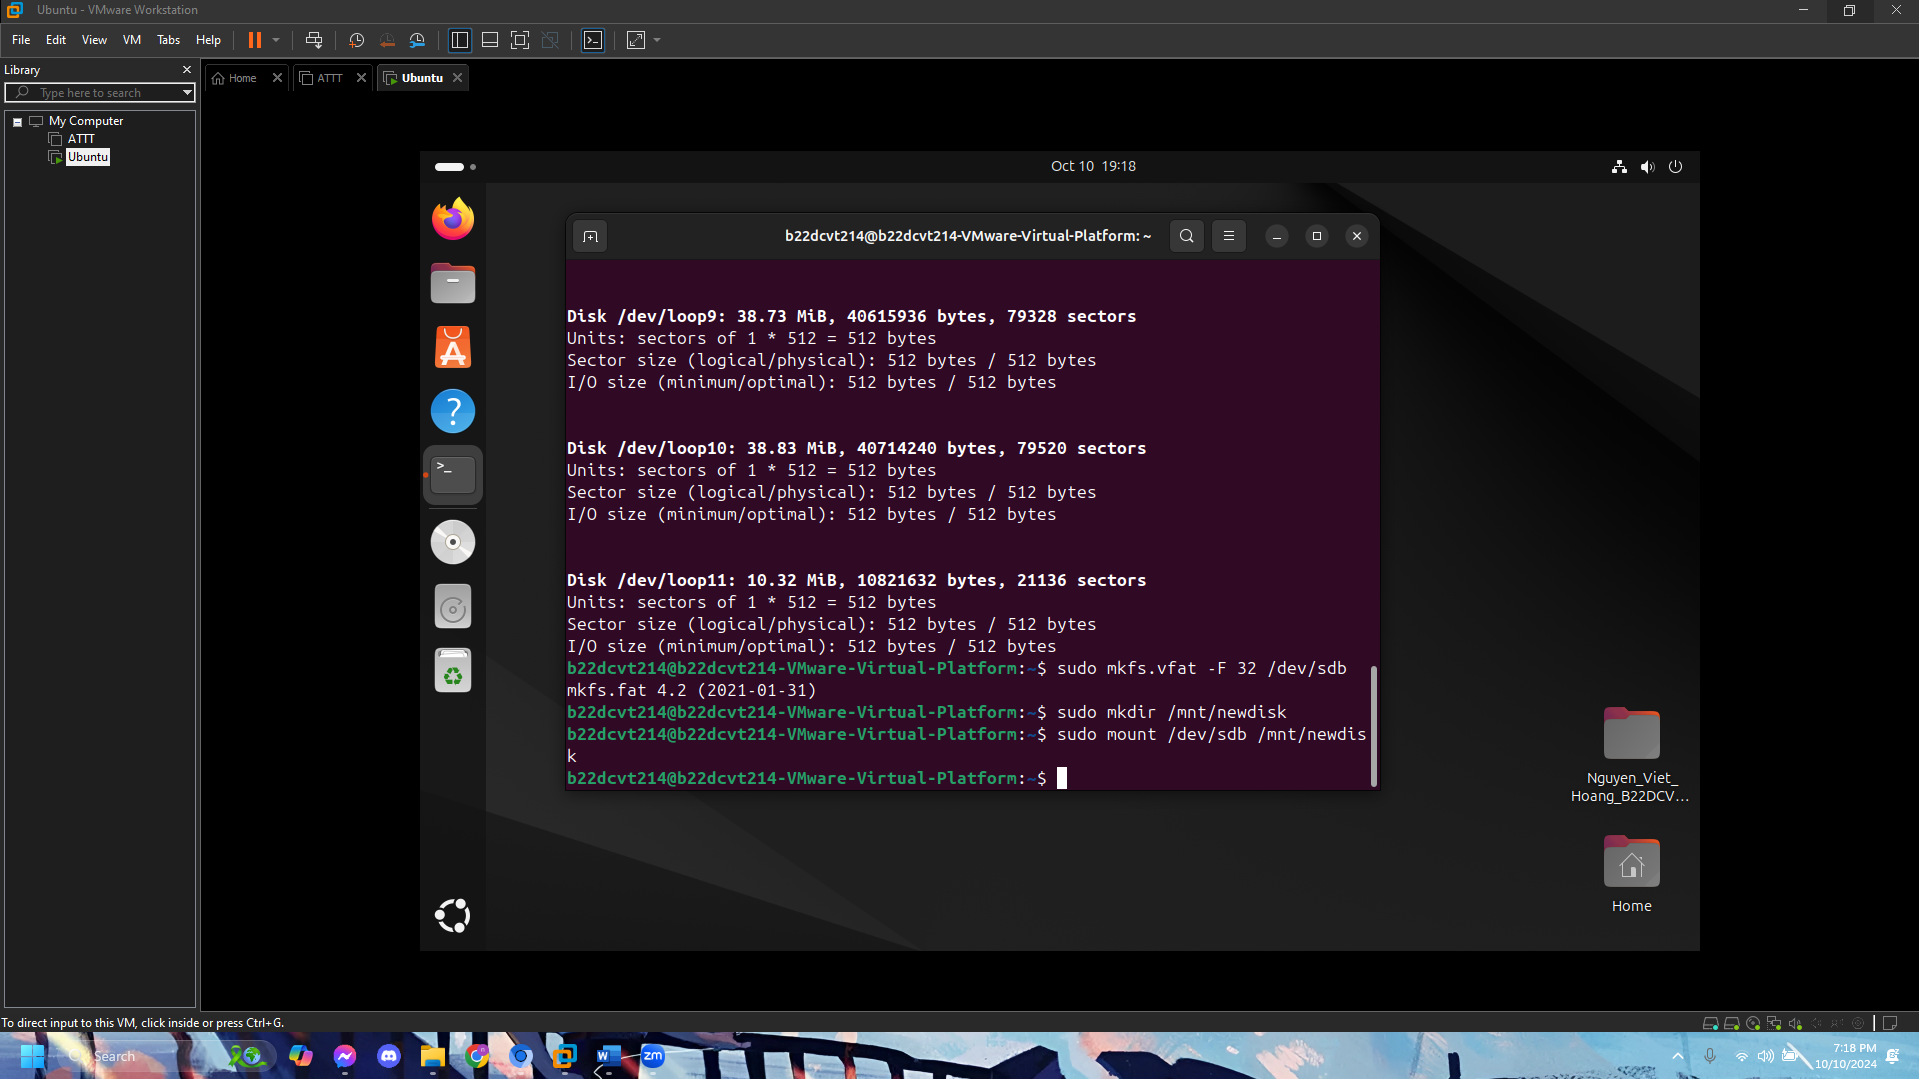 Ubuntu - VMware Workstation
File Edit View VM Tabs Help
Library
Type here to search
My Computer
ATTT
Ubuntu
Home ATTT Ubuntu
Oct 10 19:18
b22dcvt214@b22dcvt214-VMware-Virtual-Platform: ~
Disk /dev/loop9: 38.73 MiB, 40615936 bytes, 79328 sectors
Units: sectors of 1 * 512 = 512 bytes
Sector size (logical/physical): 512 bytes / 512 bytes
I/O size (minimum/optimal): 512 bytes / 512 bytes
Disk /dev/loop10: 38.83 MiB, 40714240 bytes, 79520 sectors
Units: sectors of 1 * 512 = 512 bytes
Sector size (logical/physical): 512 bytes / 512 bytes
I/O size (minimum/optimal): 512 bytes / 512 bytes
Disk /dev/loop11: 10.32 MiB, 10821632 bytes, 21136 sectors
Units: sectors of 1 * 512 = 512 bytes
Sector size (logical/physical): 512 bytes / 512 bytes
I/O size (minimum/optimal): 512 bytes / 512 bytes
b22dcvt214@b22dcvt214-VMware-Virtual-Platform:~$ sudo mkfs.vfat -F 32 /dev/sdb
mkfs.fat 4.2 (2021-01-31)
b22dcvt214@b22dcvt214-VMware-Virtual-Platform:~$ sudo mkdir /mnt/newdisk
b22dcvt214@b22dcvt214-VMware-Virtual-Platform:~$ sudo mount /dev/sdb /mnt/newdis
k
b22dcvt214@b22dcvt214-VMware-Virtual-Platform:~$
Nguyen_Viet_
Hoang_B22DCV...
Home
To direct input to this VM, click inside or press Ctrl+G.
Search
zm
7:18 PM
10/10/2024